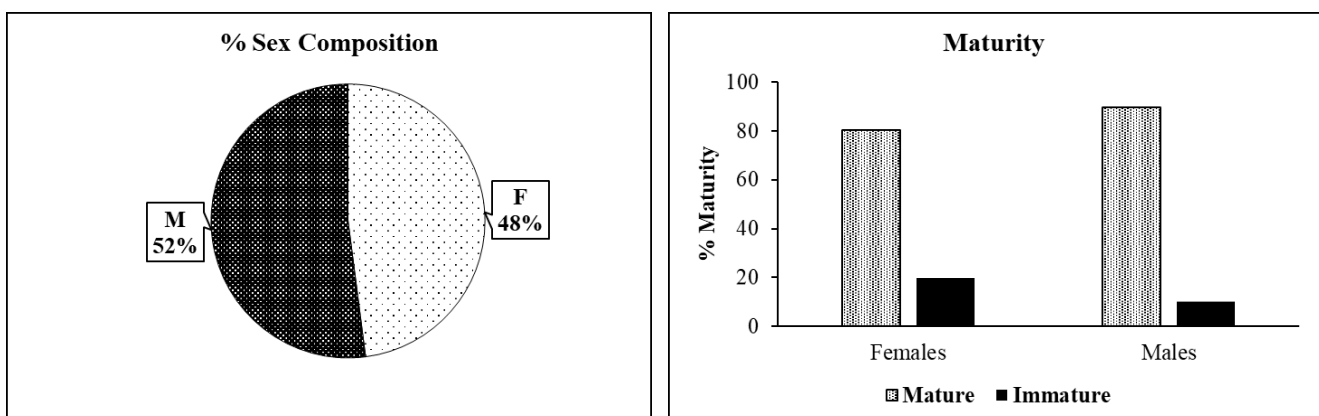 % Sex Composition
M
52%
F
48%
Maturity
% Maturity
100
80
60
40
20
0
Females Males
Mature Immature